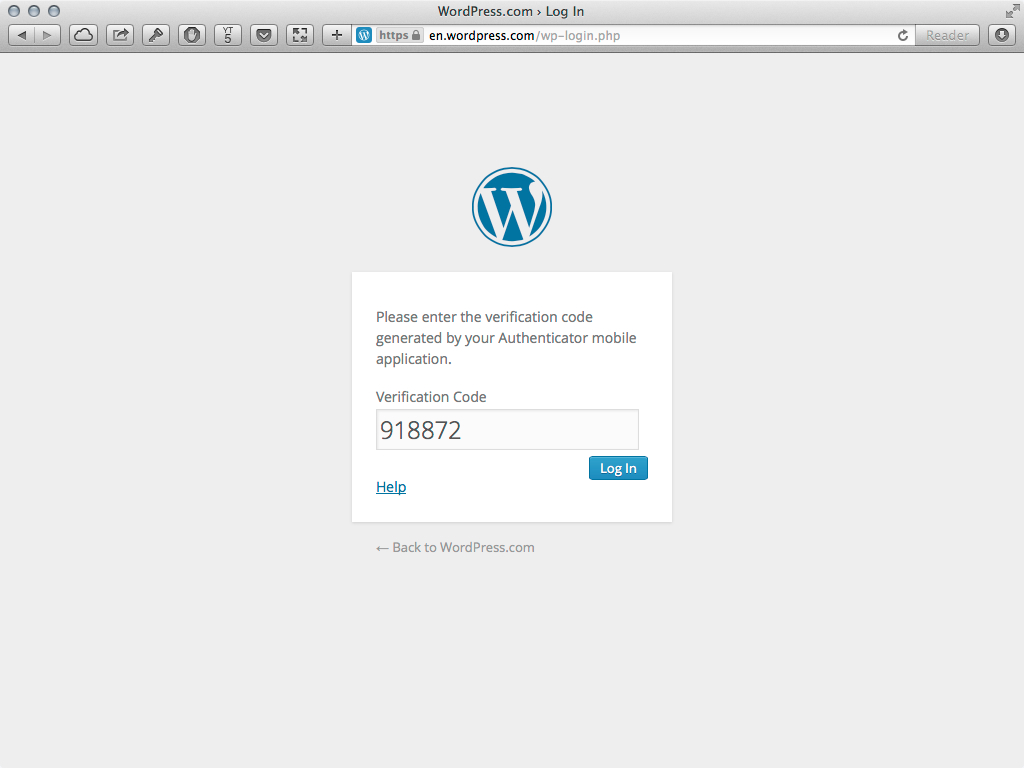 WordPress.com › Log In
YT
5
https en.wordpress.com/wp-login.php
Reader
W
Please enter the verification code
generated by your Authenticator mobile
application.
Verification Code
918872
Log In
Help
← Back to WordPress.com